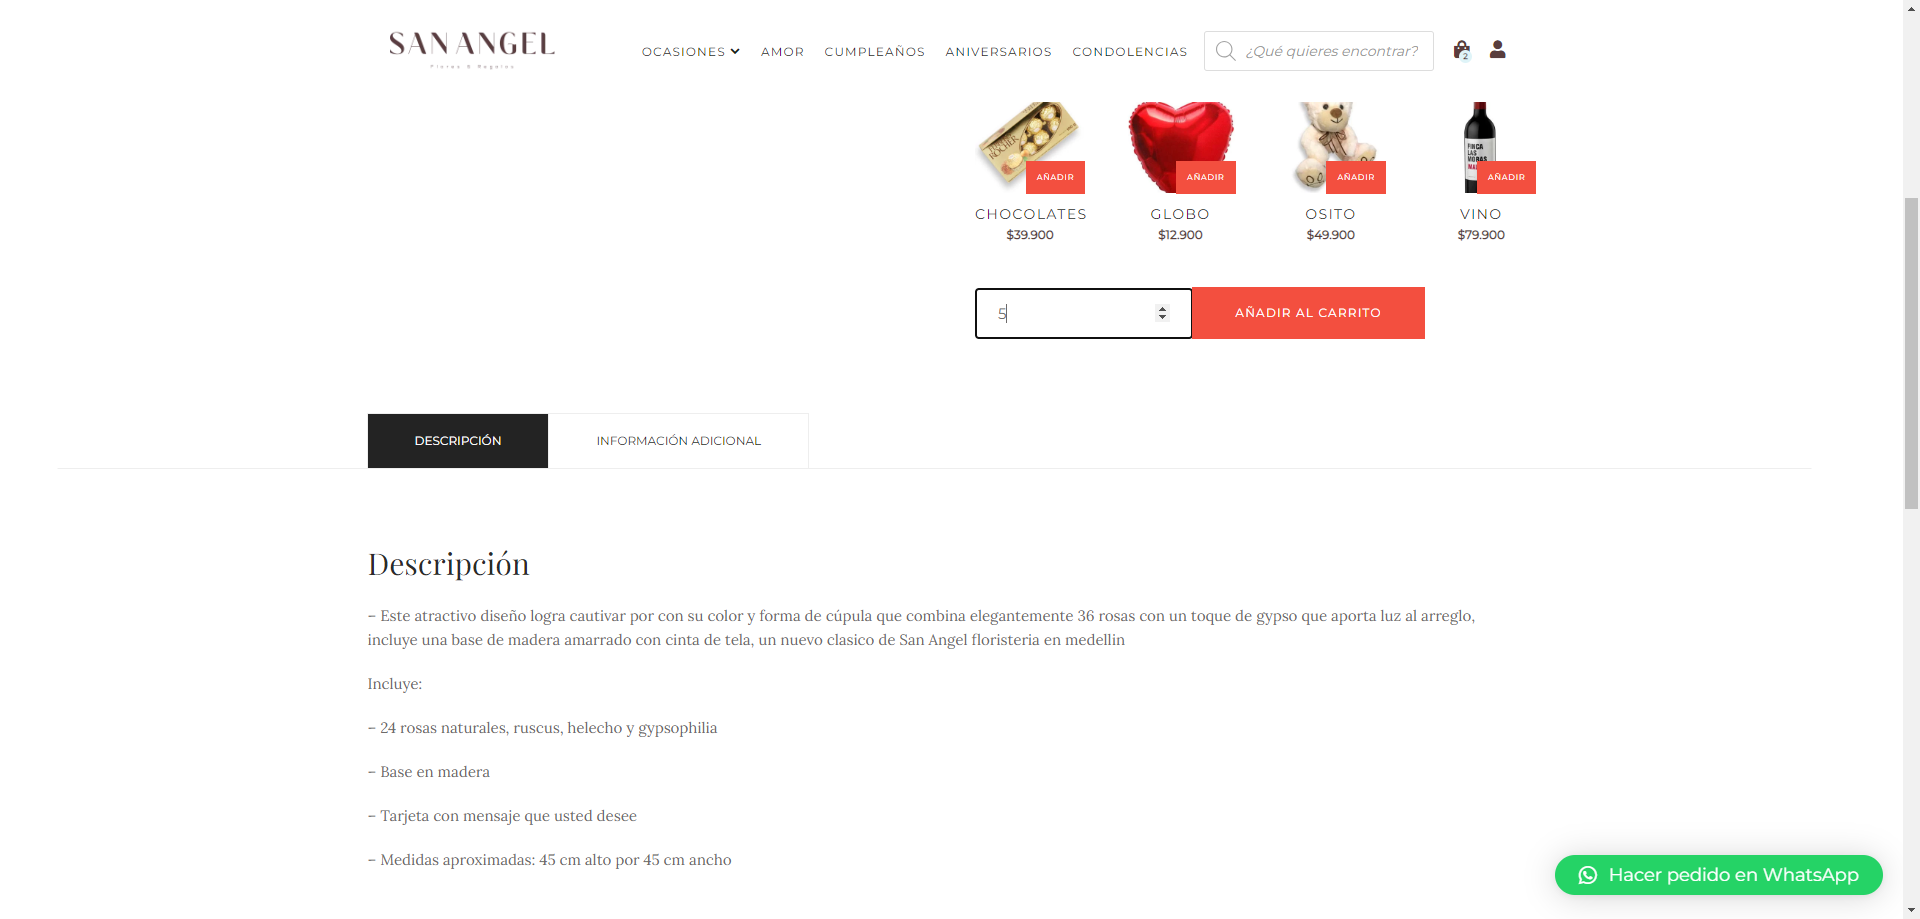 SAN ANGEL
Flores & Regalos
OCASIONES AMOR CUMPLEAÑOS ANIVERSARIOS CONDOLENCIAS ¿Qué quieres encontrar? 2
ROCHER
FINCA
LAS
MORAS
AÑADIR AÑADIR AÑADIR AÑADIR
CHOCOLATES GLOBO OSITO VINO
$39.900 $12.900 $49.900 $79.900
5 AÑADIR AL CARRITO
DESCRIPCIÓN INFORMACIÓN ADICIONAL
Descripción
– Este atractivo diseño logra cautivar por con su color y forma de cúpula que combina elegantemente 36 rosas con un toque de gypso que aporta luz al arreglo,
incluye una base de madera amarrado con cinta de tela, un nuevo clasico de San Angel floristeria en medellin
Incluye:
– 24 rosas naturales, ruscus, helecho y gypsophilia
– Base en madera
– Tarjeta con mensaje que usted desee
– Medidas aproximadas: 45 cm alto por 45 cm ancho
Hacer pedido en WhatsApp